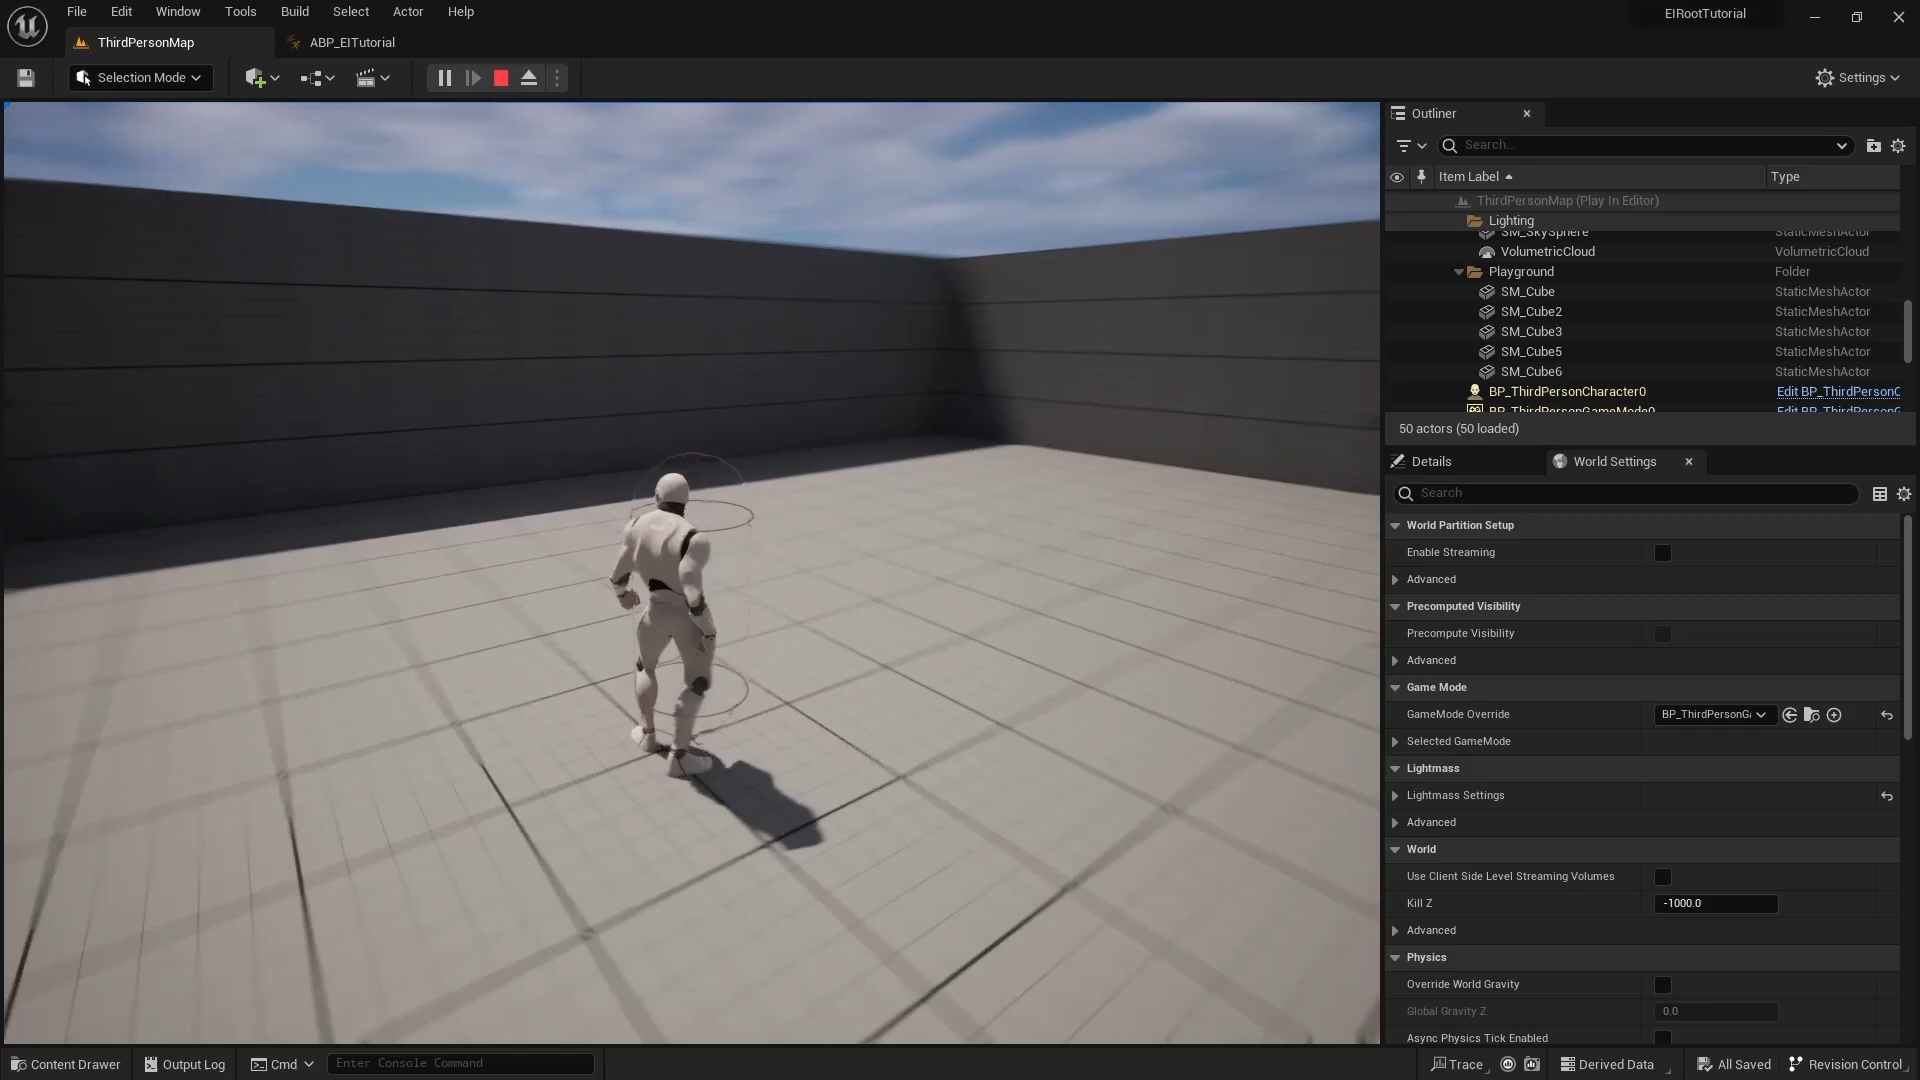 File Edit Window Tools Build Select Actor Help
EIRootTutorial
ThirdPersonMap
ABP_EITutorial
Selection Mode
Settings
Outliner
Search...
Item Label
Type
ThirdPersonMap (Play In Editor)
Lighting
SM_SkySphere StaticMeshActor
VolumetricCloud VolumetricCloud
Playground Folder
SM_Cube StaticMeshActor
SM_Cube2 StaticMeshActor
SM_Cube3 StaticMeshActor
SM_Cube5 StaticMeshActor
SM_Cube6 StaticMeshActor
BP_ThirdPersonCharacter0 Edit BP_ThirdPersonC
BP_ThirdPersonGameMode0 Edit BP_ThirdPersonG
50 actors (50 loaded)
Details
World Settings
Search
World Partition Setup
Enable Streaming
Advanced
Precomputed Visibility
Precompute Visibility
Advanced
Game Mode
GameMode Override BP_ThirdPersonGa
Selected GameMode
Lightmass
Lightmass Settings
Advanced
World
Use Client Side Level Streaming Volumes
Kill Z -1000.0
Advanced
Physics
Override World Gravity
Global Gravity Z 0.0
Async Physics Tick Enabled
Content Drawer
Output Log
Cmd
Enter Console Command
Trace
Derived Data
All Saved
Revision Control